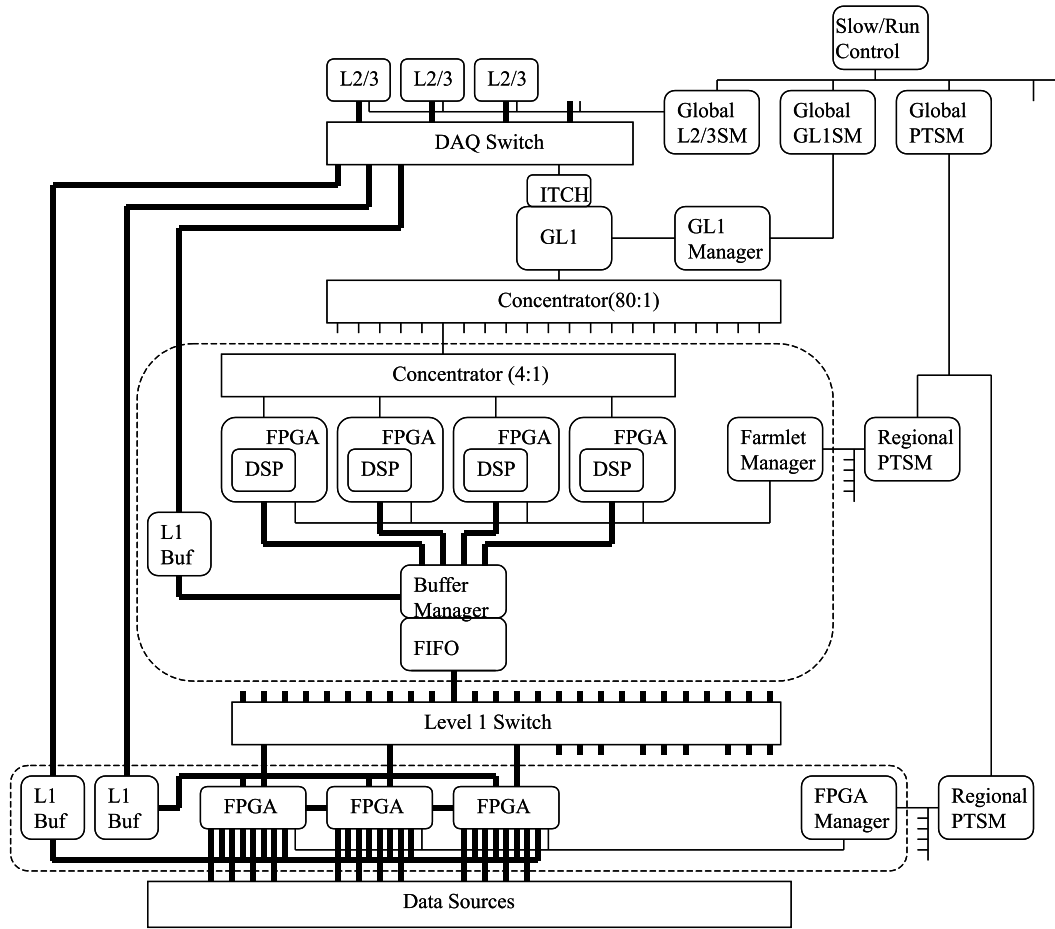 Slow/Run
Control
L2/3
L2/3
L2/3
Global
L2/3SM
Global
GL1SM
Global
PTSM
DAQ Switch
ITCH
GL1
GL1
Manager
Concentrator(80:1)
Concentrator (4:1)
FPGA
DSP
FPGA
DSP
FPGA
DSP
FPGA
DSP
Farmlet
Manager
Regional
PTSM
L1
Buf
Buffer
Manager
FIFO
Level 1 Switch
L1
Buf
L1
Buf
FPGA
FPGA
FPGA
FPGA
Manager
Regional
PTSM
Data Sources